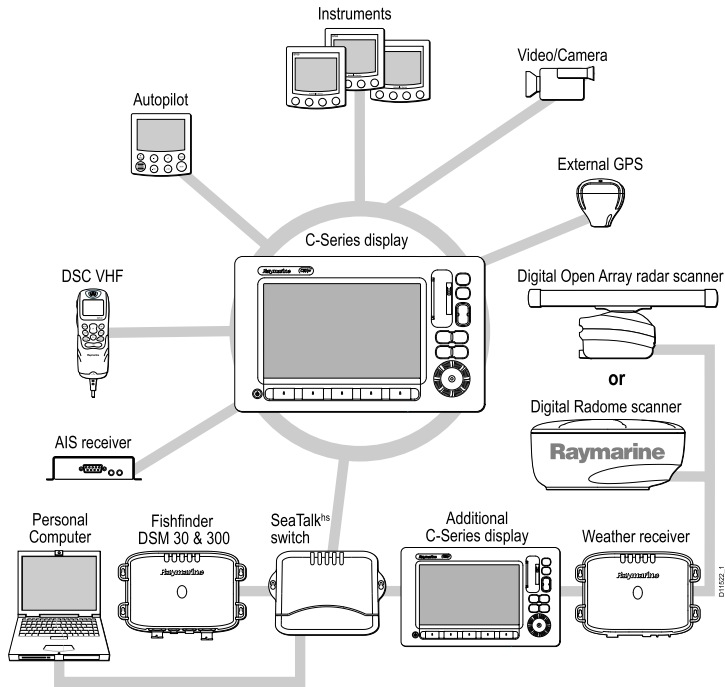 Instruments
Video/Camera
Autopilot
External GPS
C-Series display
Raymarine
DSC VHF
Digital Open Array radar scanner
or
Digital Radome scanner
Raymarine
AIS receiver
Personal
Computer
Fishfinder
DSM 30 & 300
SeaTalkhs
switch
Additional
C-Series display
Weather receiver
Raymarine
Raymarine
Raymarine
D11522_1